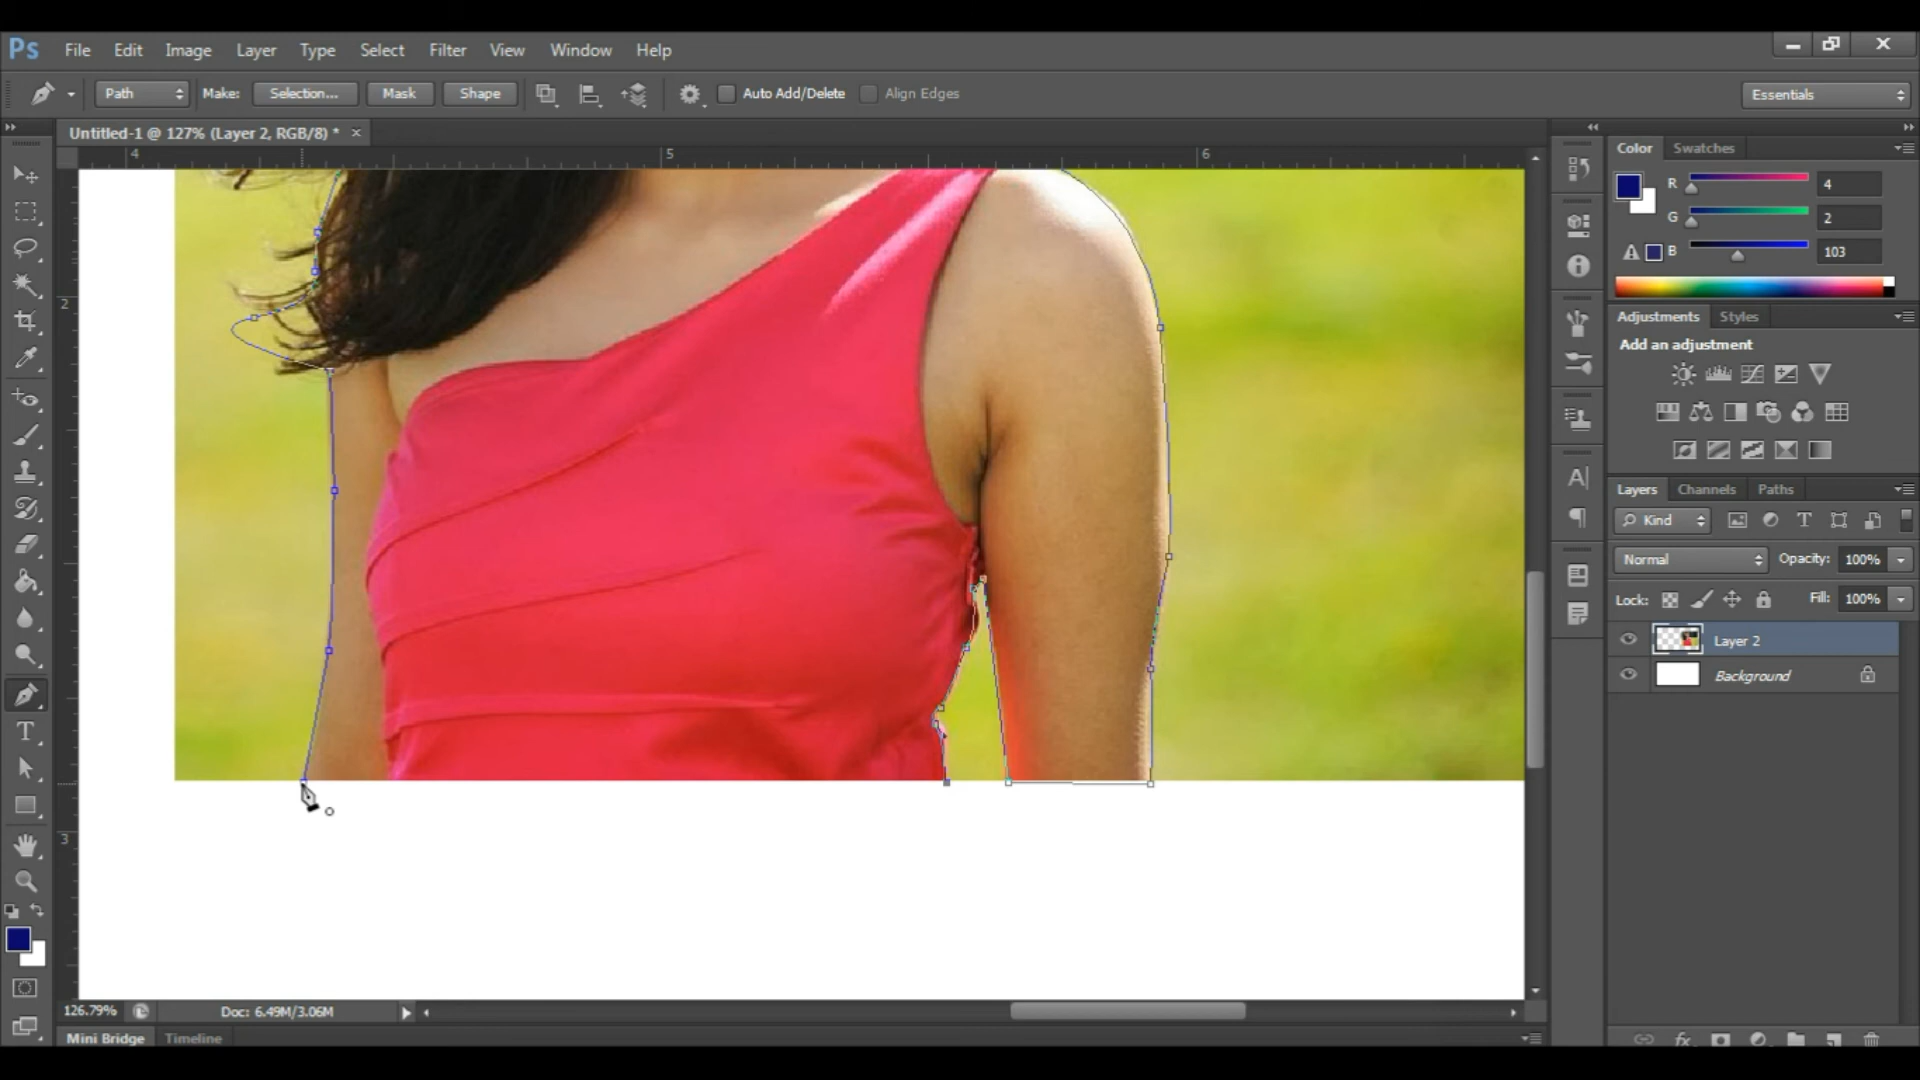 Ps File Edit Image Layer Type Select Filter View Window Help
Path Make: Selection... Mask Shape Auto Add/Delete Align Edges Essentials
Untitled-1 @ 127% (Layer 2, RGB/8) *
4 5 6
2
3
Color Swatches
R 4
G 2
B 103
Adjustments Styles
Add an adjustment
Layers Channels Paths
Kind
Normal Opacity: 100%
Lock: Fill: 100%
Layer 2
Background
126.79% Doc: 6.49M/3.06M
Mini Bridge Timeline